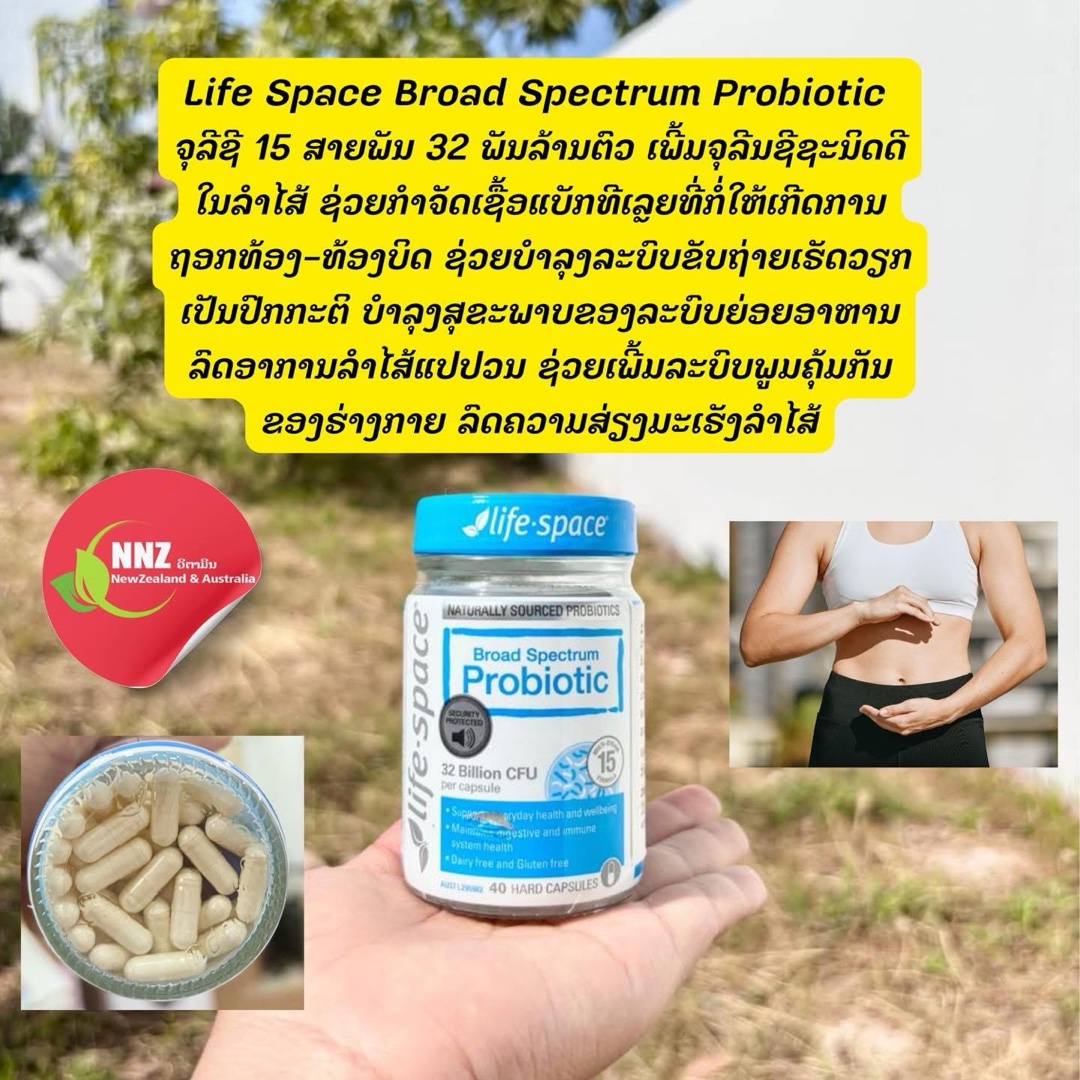 Life Space Broad Spectrum Probiotic
ຈຸລີຊີ 15 ສາຍພັນ 32 ພັນລ້ານຕົວ ເພີ້ມຈຸລີນຊີຊະນິດດີ
ໃນລຳໄສ້ ຊ່ວຍກຳຈັດເຊື້ອແບັກທີເລຼຍທີ່ກໍ່ໃຫ້ເກີດການ
ຖອກທ້ອງ-ທ້ອງບິດ ຊ່ວຍບຳລຸງລະບົບຂັບຖ່າຍເຮັດວຽກ
ເປັນປົກກະຕິ ບຳລຸງສຸຂະພາບຂອງລະບົບຍ່ອຍອາຫານ
ລົດອາການລຳໄສ້ແປປວນ ຊ່ວຍເພີ້ມລະບົບພູມຄຸ້ມກັນ
ຂອງຮ່າງກາຍ ລົດຄວາມສ່ຽງມະເຮັງລຳໄສ້
NNZ ວິຕາມິນ
NewZealand & Australia
life·space
NATURALLY SOURCED PROBIOTICS
life·space
Broad Spectrum
Probiotic
SECURITY
PROTECTED
32 Billion CFU
per capsule
15
• everyday health and wellbeing
• Maintains digestive and immune
system health
• Dairy free and Gluten free
40 HARD CAPSULES